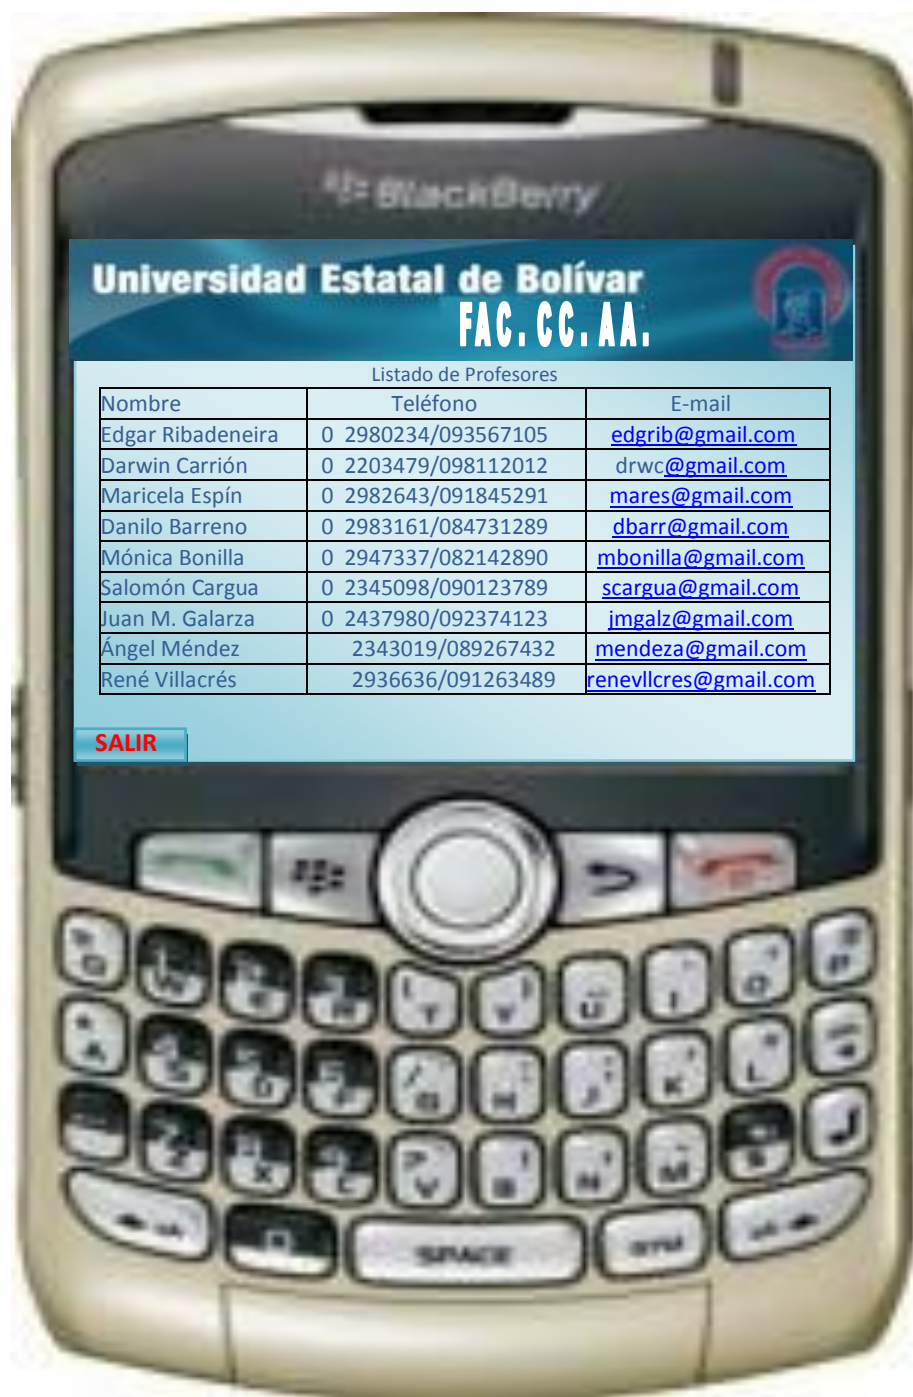 BlackBerry
Universidad Estatal de Bolívar
FAC. CC. AA.
Listado de Profesores
Nombre Teléfono E-mail
Edgar Ribadeneira 0 2980234/093567105 edgrib@gmail.com
Darwin Carrión 0 2203479/098112012 drwc@gmail.com
Maricela Espín 0 2982643/091845291 mares@gmail.com
Danilo Barreno 0 2983161/084731289 dbarr@gmail.com
Mónica Bonilla 0 2947337/082142890 mbonilla@gmail.com
Salomón Cargua 0 2345098/090123789 scargua@gmail.com
Juan M. Galarza 0 2437980/092374123 jmgalz@gmail.com
Ángel Méndez 2343019/089267432 mendeza@gmail.com
René Villacrés 2936636/091263489 renevllcres@gmail.com
SALIR
Q W E R T Y U I O P
A S D F G H J K L
Z X C V B N M $
SPACE SYM